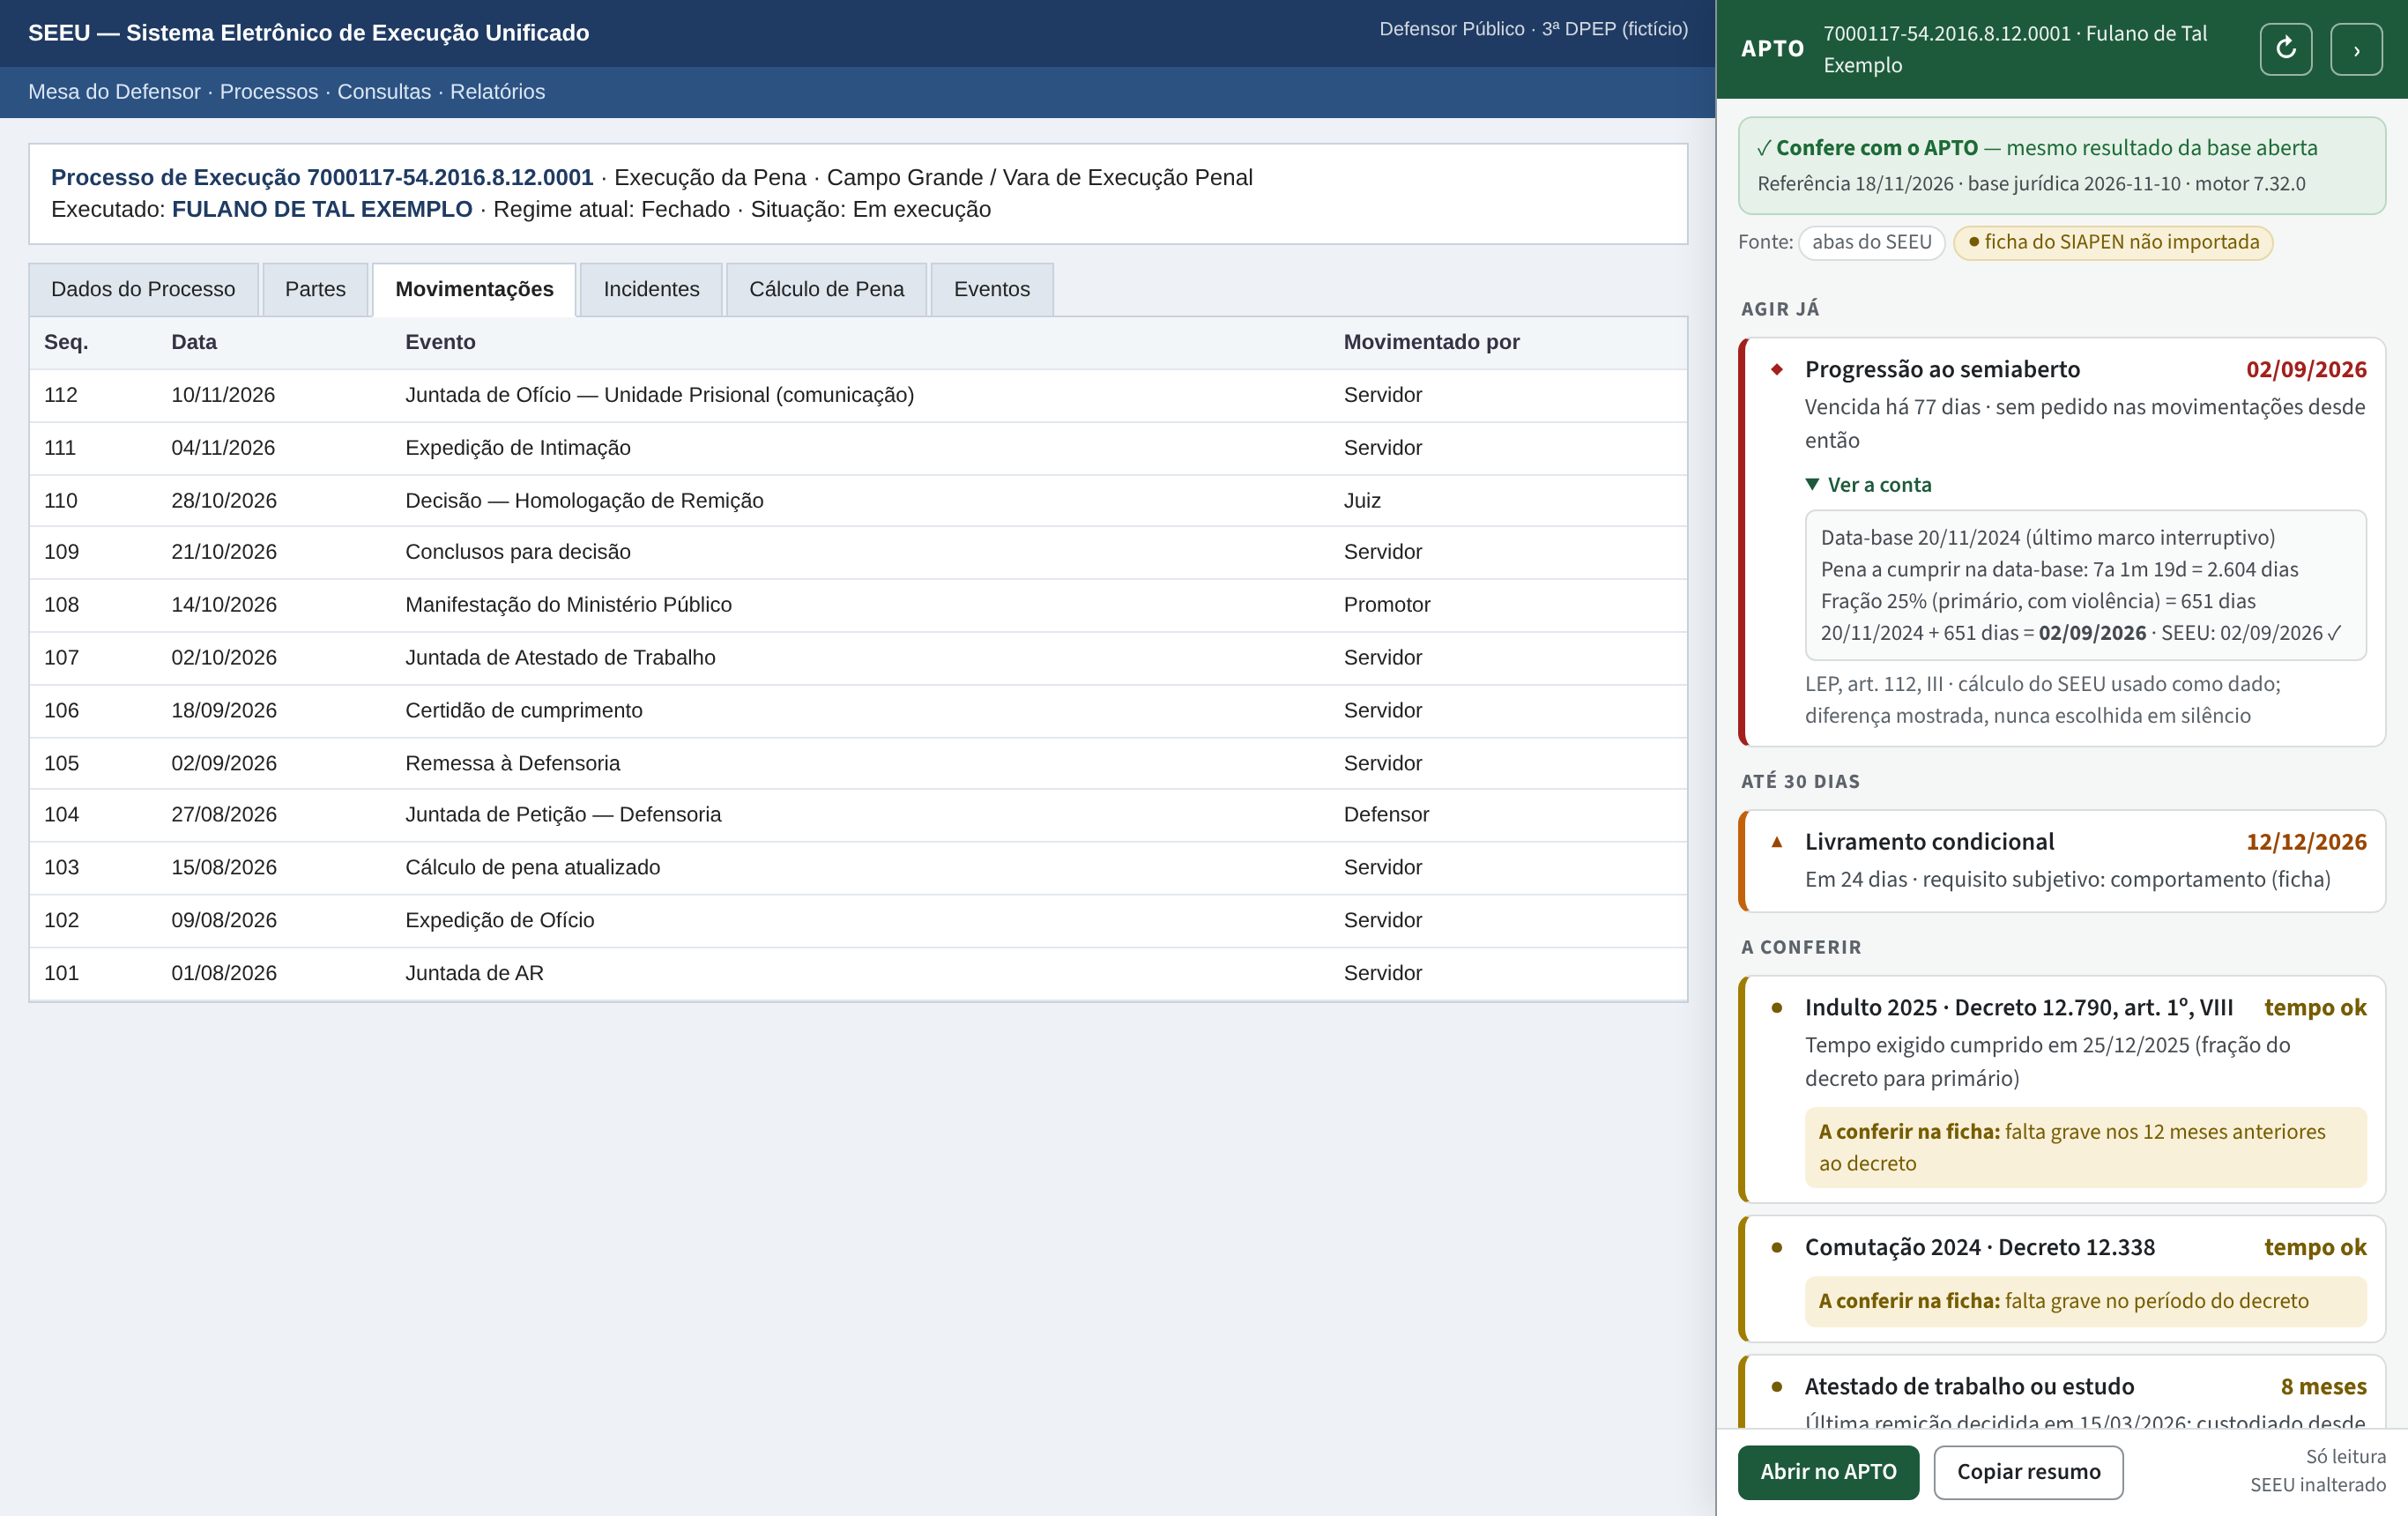 SEEU — Sistema Eletrônico de Execução Unificado
Defensor Público · 3ª DPEP (fictício)
Mesa do Defensor · Processos · Consultas · Relatórios
Processo de Execução 7000117-54.2016.8.12.0001 · Execução da Pena · Campo Grande / Vara de Execução Penal
Executado: FULANO DE TAL EXEMPLO · Regime atual: Fechado · Situação: Em execução
Dados do Processo Partes Movimentações Incidentes Cálculo de Pena Eventos
Seq. Data Evento Movimentado por
112 10/11/2026 Juntada de Ofício — Unidade Prisional (comunicação) Servidor
111 04/11/2026 Expedição de Intimação Servidor
110 28/10/2026 Decisão — Homologação de Remição Juiz
109 21/10/2026 Conclusos para decisão Servidor
108 14/10/2026 Manifestação do Ministério Público Promotor
107 02/10/2026 Juntada de Atestado de Trabalho Servidor
106 18/09/2026 Certidão de cumprimento Servidor
105 02/09/2026 Remessa à Defensoria Servidor
104 27/08/2026 Juntada de Petição — Defensoria Defensor
103 15/08/2026 Cálculo de pena atualizado Servidor
102 09/08/2026 Expedição de Ofício Servidor
101 01/08/2026 Juntada de AR Servidor
APTO
7000117-54.2016.8.12.0001 · Fulano de Tal
Exemplo
↻ ›
✓ Confere com o APTO — mesmo resultado da base aberta
Referência 18/11/2026 · base jurídica 2026-11-10 · motor 7.32.0
Fonte: abas do SEEU ● ficha do SIAPEN não importada
AGIR JÁ
◆ Progressão ao semiaberto 02/09/2026
Vencida há 77 dias · sem pedido nas movimentações desde
então
▼ Ver a conta
Data-base 20/11/2024 (último marco interruptivo)
Pena a cumprir na data-base: 7a 1m 19d = 2.604 dias
Fração 25% (primário, com violência) = 651 dias
20/11/2024 + 651 dias = 02/09/2026 · SEEU: 02/09/2026 ✓
LEP, art. 112, III · cálculo do SEEU usado como dado;
diferença mostrada, nunca escolhida em silêncio
ATÉ 30 DIAS
▲ Livramento condicional 12/12/2026
Em 24 dias · requisito subjetivo: comportamento (ficha)
A CONFERIR
● Indulto 2025 · Decreto 12.790, art. 1º, VIII tempo ok
Tempo exigido cumprido em 25/12/2025 (fração do
decreto para primário)
A conferir na ficha: falta grave nos 12 meses anteriores
ao decreto
● Comutação 2024 · Decreto 12.338 tempo ok
A conferir na ficha: falta grave no período do decreto
● Atestado de trabalho ou estudo 8 meses
Última remição decidida em 15/03/2026; custodiado desde
Abrir no APTO Copiar resumo
Só leitura
SEEU inalterado